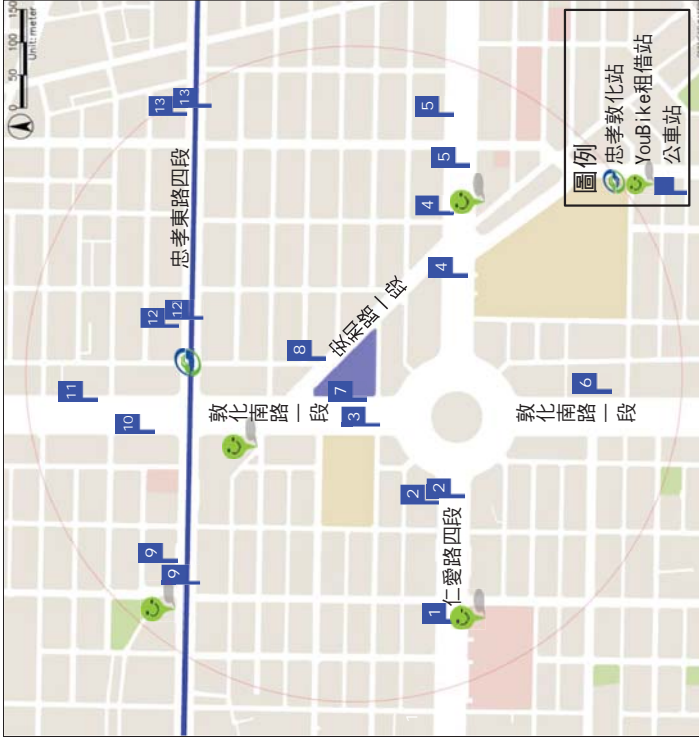 0 50 100 150
Unit: meter
11
10
12
12
13
13
忠孝東路四段
9
9
8
安和路一段
敦化南路一段
7
3
5
5
4
4
2
2
1
仁愛路四段
敦化南路一段
6
圖例
忠孝敦化站
YouBike租借站
公車站